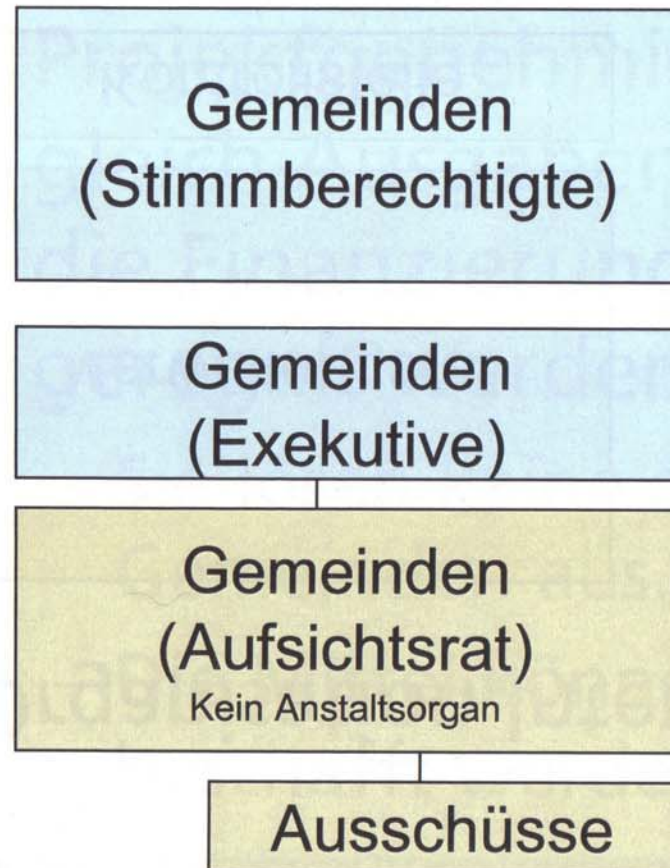 Gemeinden
(Stimmberechtigte)
Gemeinden
(Exekutive)
Gemeinden
(Aufsichtsrat)
Kein Anstaltsorgan
Ausschüsse